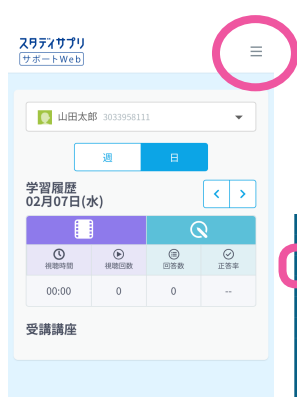 スタディサプリ
サポートWeb
山田太郎 3033958111
週 日
学習履歴
02月07日(水)
視聴時間 視聴回数 回答数 正答率
00:00 0 0 --
受講講座